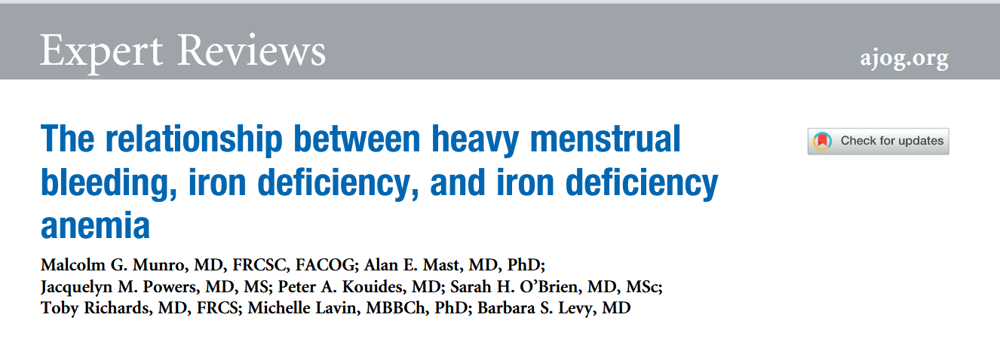 Expert Reviews
ajog.org
The relationship between heavy menstrual
bleeding, iron deficiency, and iron deficiency
anemia
Check for updates
Malcolm G. Munro, MD, FRCSC, FACOG; Alan E. Mast, MD, PhD;
Jacquelyn M. Powers, MD, MS; Peter A. Kouides, MD; Sarah H. O’Brien, MD, MSc;
Toby Richards, MD, FRCS; Michelle Lavin, MBBCh, PhD; Barbara S. Levy, MD